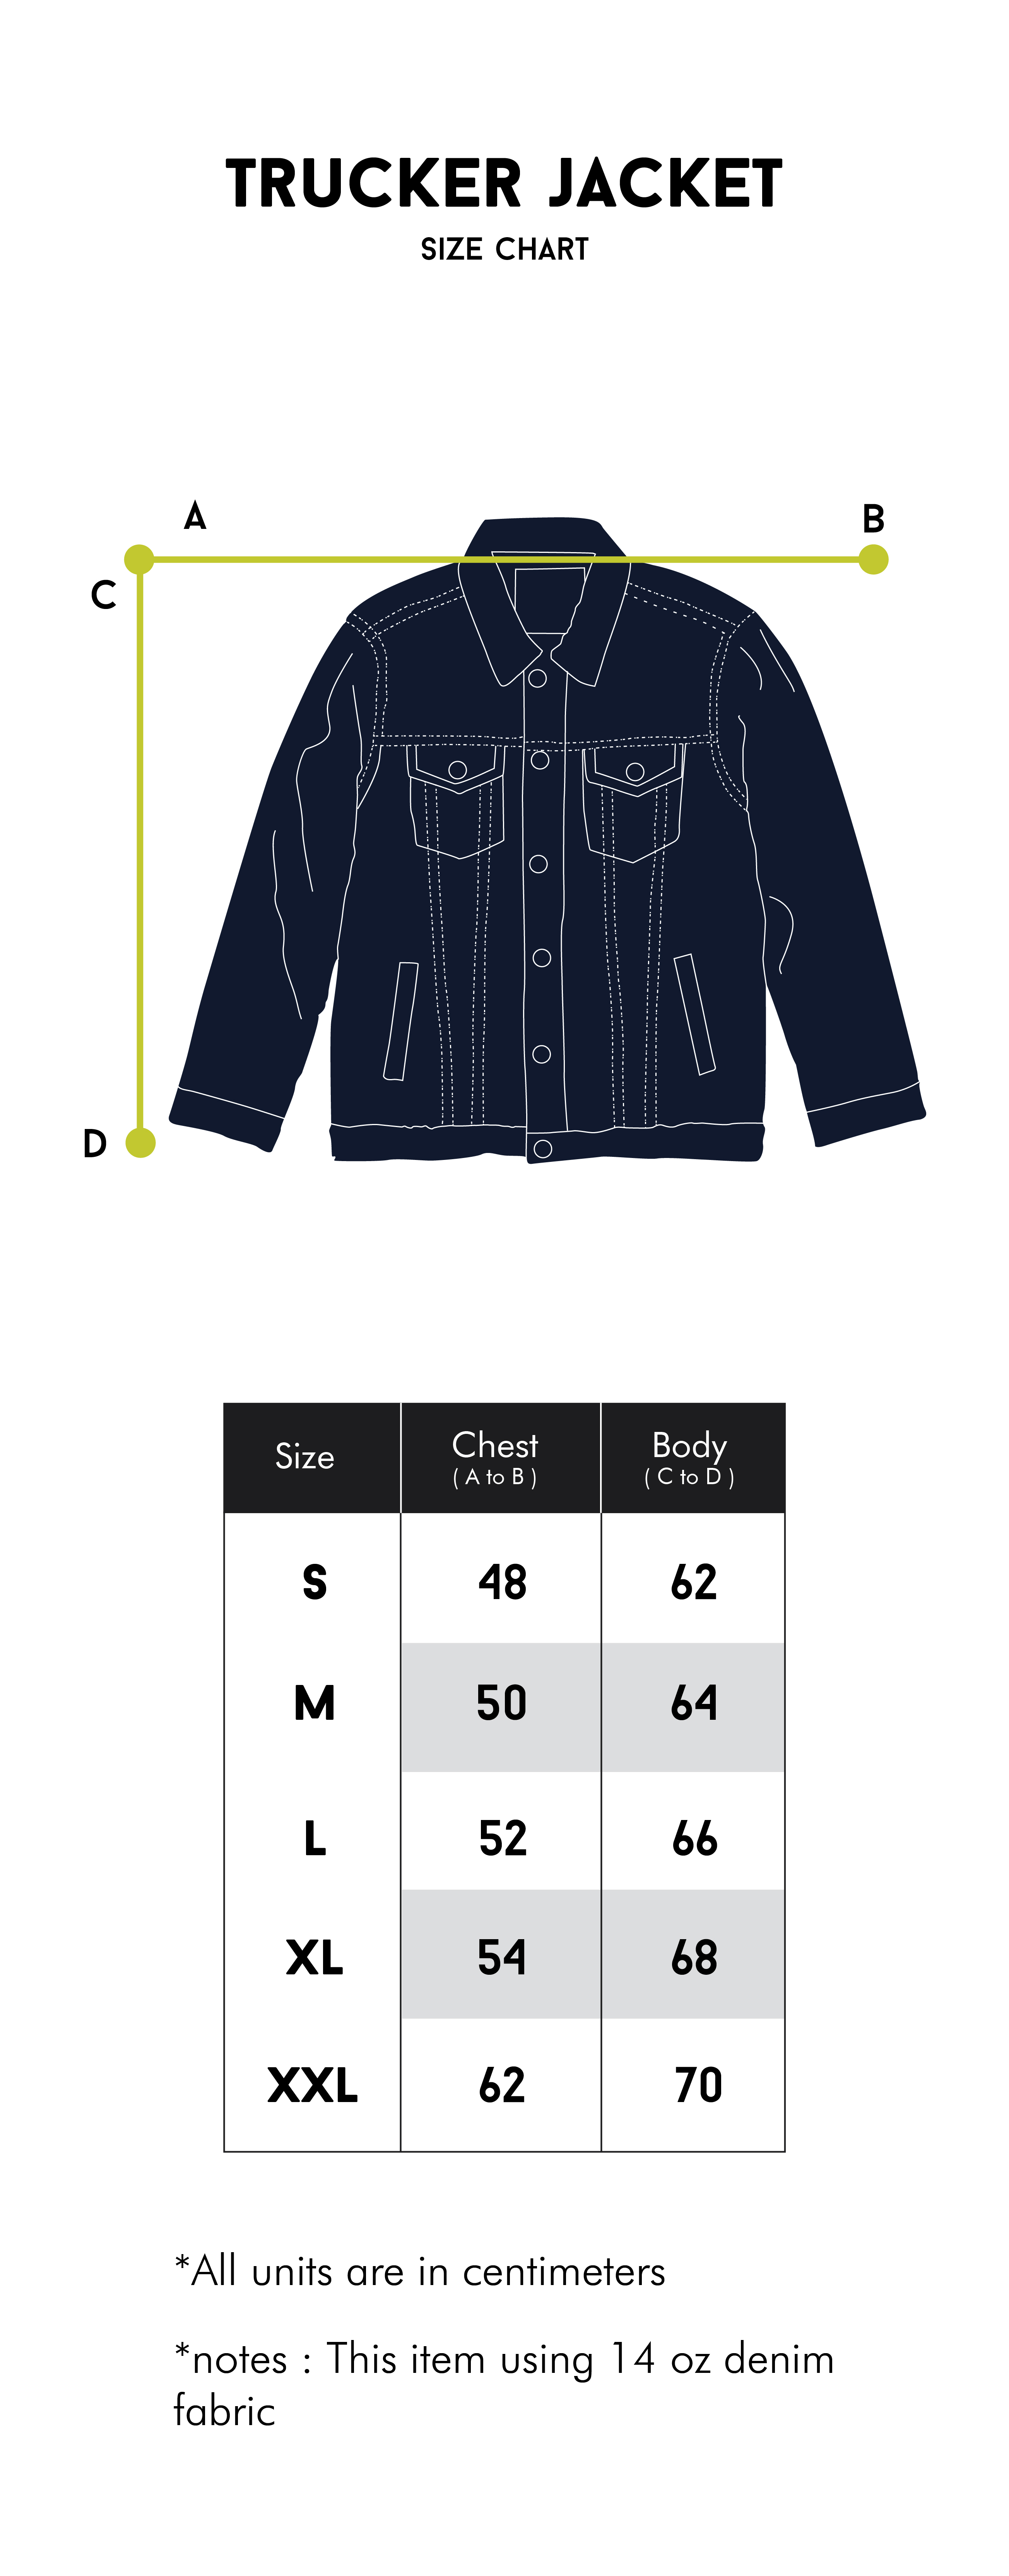 TRUCKER JACKET
SIZE CHART
A
B
C
D
Size
Chest
( A to B )
Body
( C to D )
S 48 62
M 50 64
L 52 66
XL 54 68
XXL 62 70
*All units are in centimeters
*notes : This item using 14 oz denim
fabric